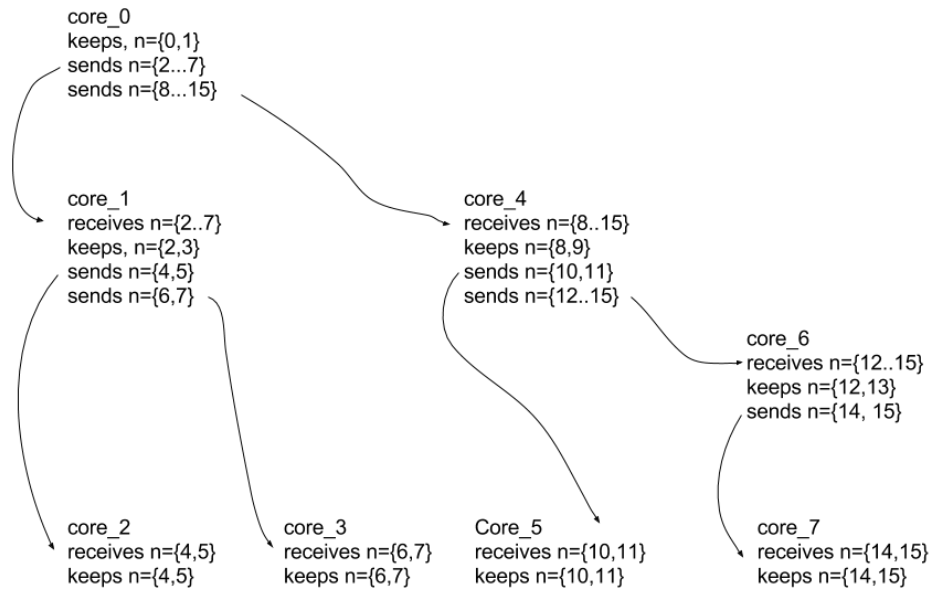 core_0
keeps, n={0,1}
sends n={2...7}
sends n={8...15}
core_1
receives n={2..7}
keeps, n={2,3}
sends n={4,5}
sends n={6,7}
core_4
receives n={8..15}
keeps n={8,9}
sends n={10,11}
sends n={12..15}
core_6
receives n={12..15}
keeps n={12,13}
sends n={14, 15}
core_2
receives n={4,5}
keeps n={4,5}
core_3
receives n={6,7}
keeps n={6,7}
Core_5
receives n={10,11}
keeps n={10,11}
core_7
receives n={14,15}
keeps n={14,15}